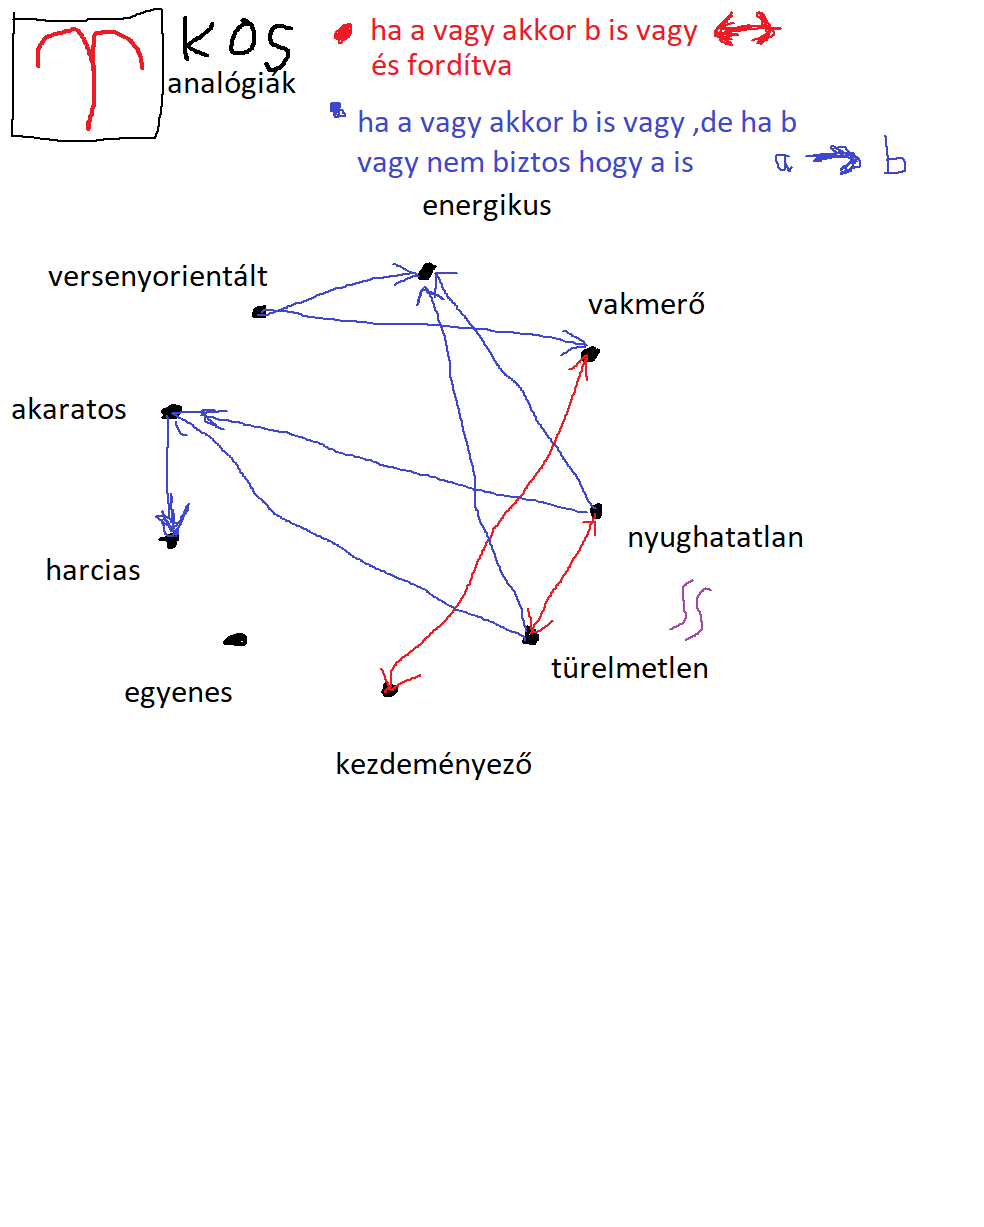 KOS
analógiák
ha a vagy akkor b is vagy
és fordítva
ha a vagy akkor b is vagy ,de ha b
vagy nem biztos hogy a is
a b
energikus
versenyorientált
vakmerő
akaratos
nyughatatlan
harcias
türelmetlen
egyenes
kezdeményező